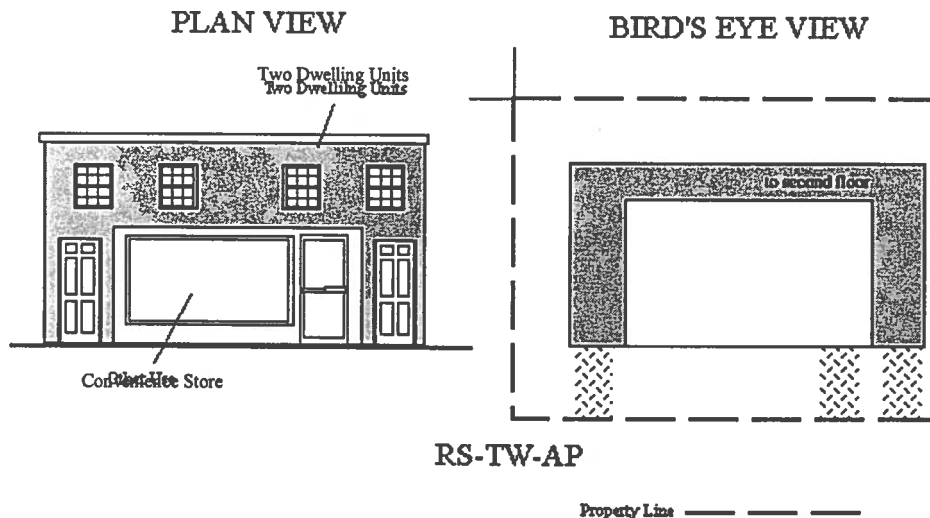 PLAN VIEW
BIRD'S EYE VIEW
Two Dwelling Units
Two Dwelling Units
to second floor
Convenience Store
RS-TW-AP
Property Line